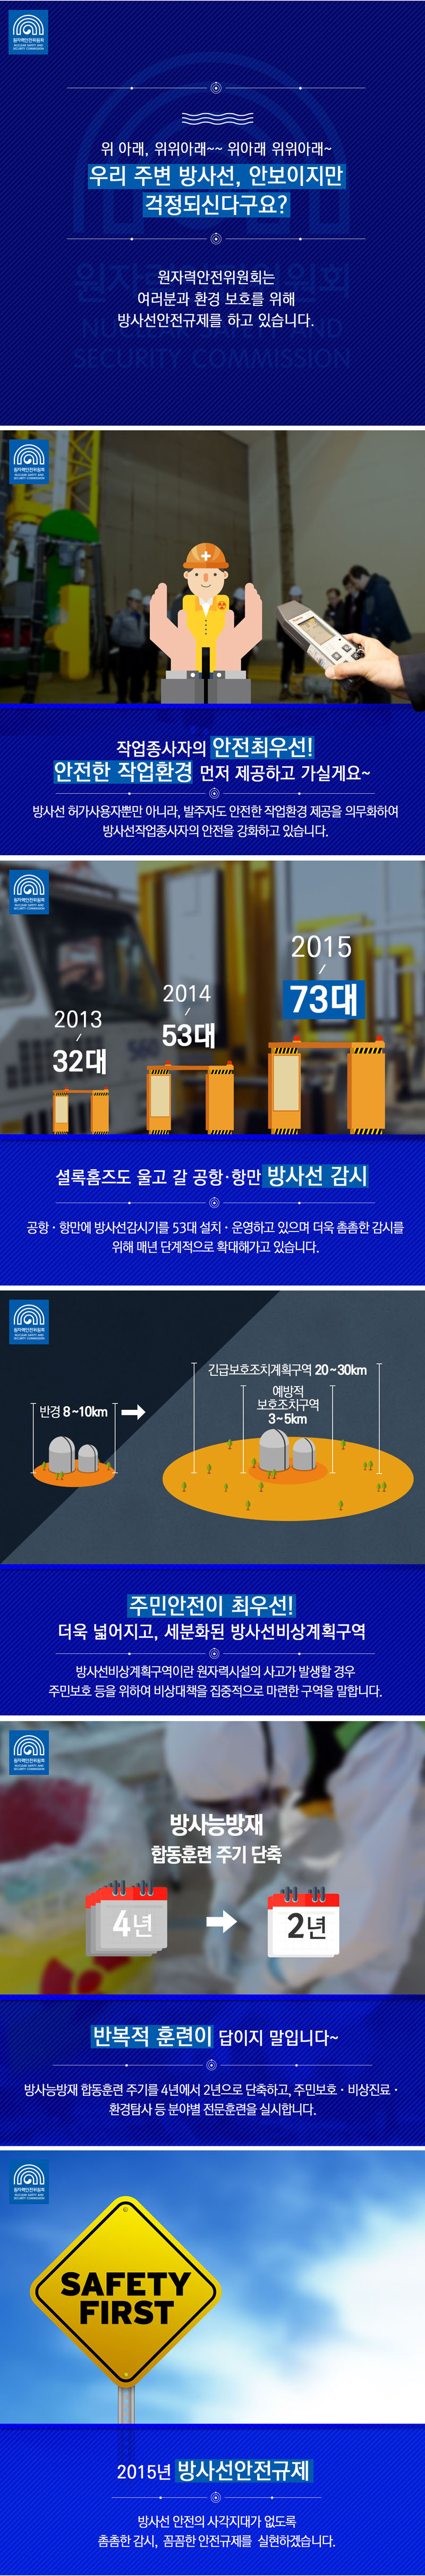 원자력안전위원회
NUCLEAR SAFETY AND
SECURITY COMMISSION
위 아래, 위위아래~~ 위아래 위위아래~
우리 주변 방사선, 안보이지만
걱정되신다구요?
원자력안전위원회는
여러분과 환경 보호를 위해
방사선안전규제를 하고 있습니다.
원자력안전위원회
NUCLEAR SAFETY AND
SECURITY COMMISSION
원자력안전위원회
NUCLEAR SAFETY AND
SECURITY COMMISSION
작업종사자의 안전최우선!
안전한 작업환경 먼저 제공하고 가실게요~
방사선 허가사용자뿐만 아니라, 발주자도 안전한 작업환경 제공을 의무화하여
방사선작업종사자의 안전을 강화하고 있습니다.
원자력안전위원회
NUCLEAR SAFETY AND
SECURITY COMMISSION
2013
32대
2014
53대
2015
73대
셜록홈즈도 울고 갈 공항·항만 방사선 감시
공항·항만에 방사선감시기를 53대 설치·운영하고 있으며 더욱 촘촘한 감시를
위해 매년 단계적으로 확대해가고 있습니다.
원자력안전위원회
NUCLEAR SAFETY AND
SECURITY COMMISSION
반경 8~10km
긴급보호조치계획구역 20~30km
예방적
보호조치구역
3~5km
주민안전이 최우선!
더욱 넓어지고, 세분화된 방사선비상계획구역
방사선비상계획구역이란 원자력시설의 사고가 발생할 경우
주민보호 등을 위하여 비상대책을 집중적으로 마련한 구역을 말합니다.
원자력안전위원회
NUCLEAR SAFETY AND
SECURITY COMMISSION
방사능방재
합동훈련 주기 단축
4년
2년
반복적 훈련이 답이지 말입니다~
방사능방재 합동훈련 주기를 4년에서 2년으로 단축하고, 주민보호·비상진료·
환경탐사 등 분야별 전문훈련을 실시합니다.
원자력안전위원회
NUCLEAR SAFETY AND
SECURITY COMMISSION
SAFETY
FIRST
2015년 방사선안전규제
방사선 안전의 사각지대가 없도록
촘촘한 감시, 꼼꼼한 안전규제를 실현하겠습니다.